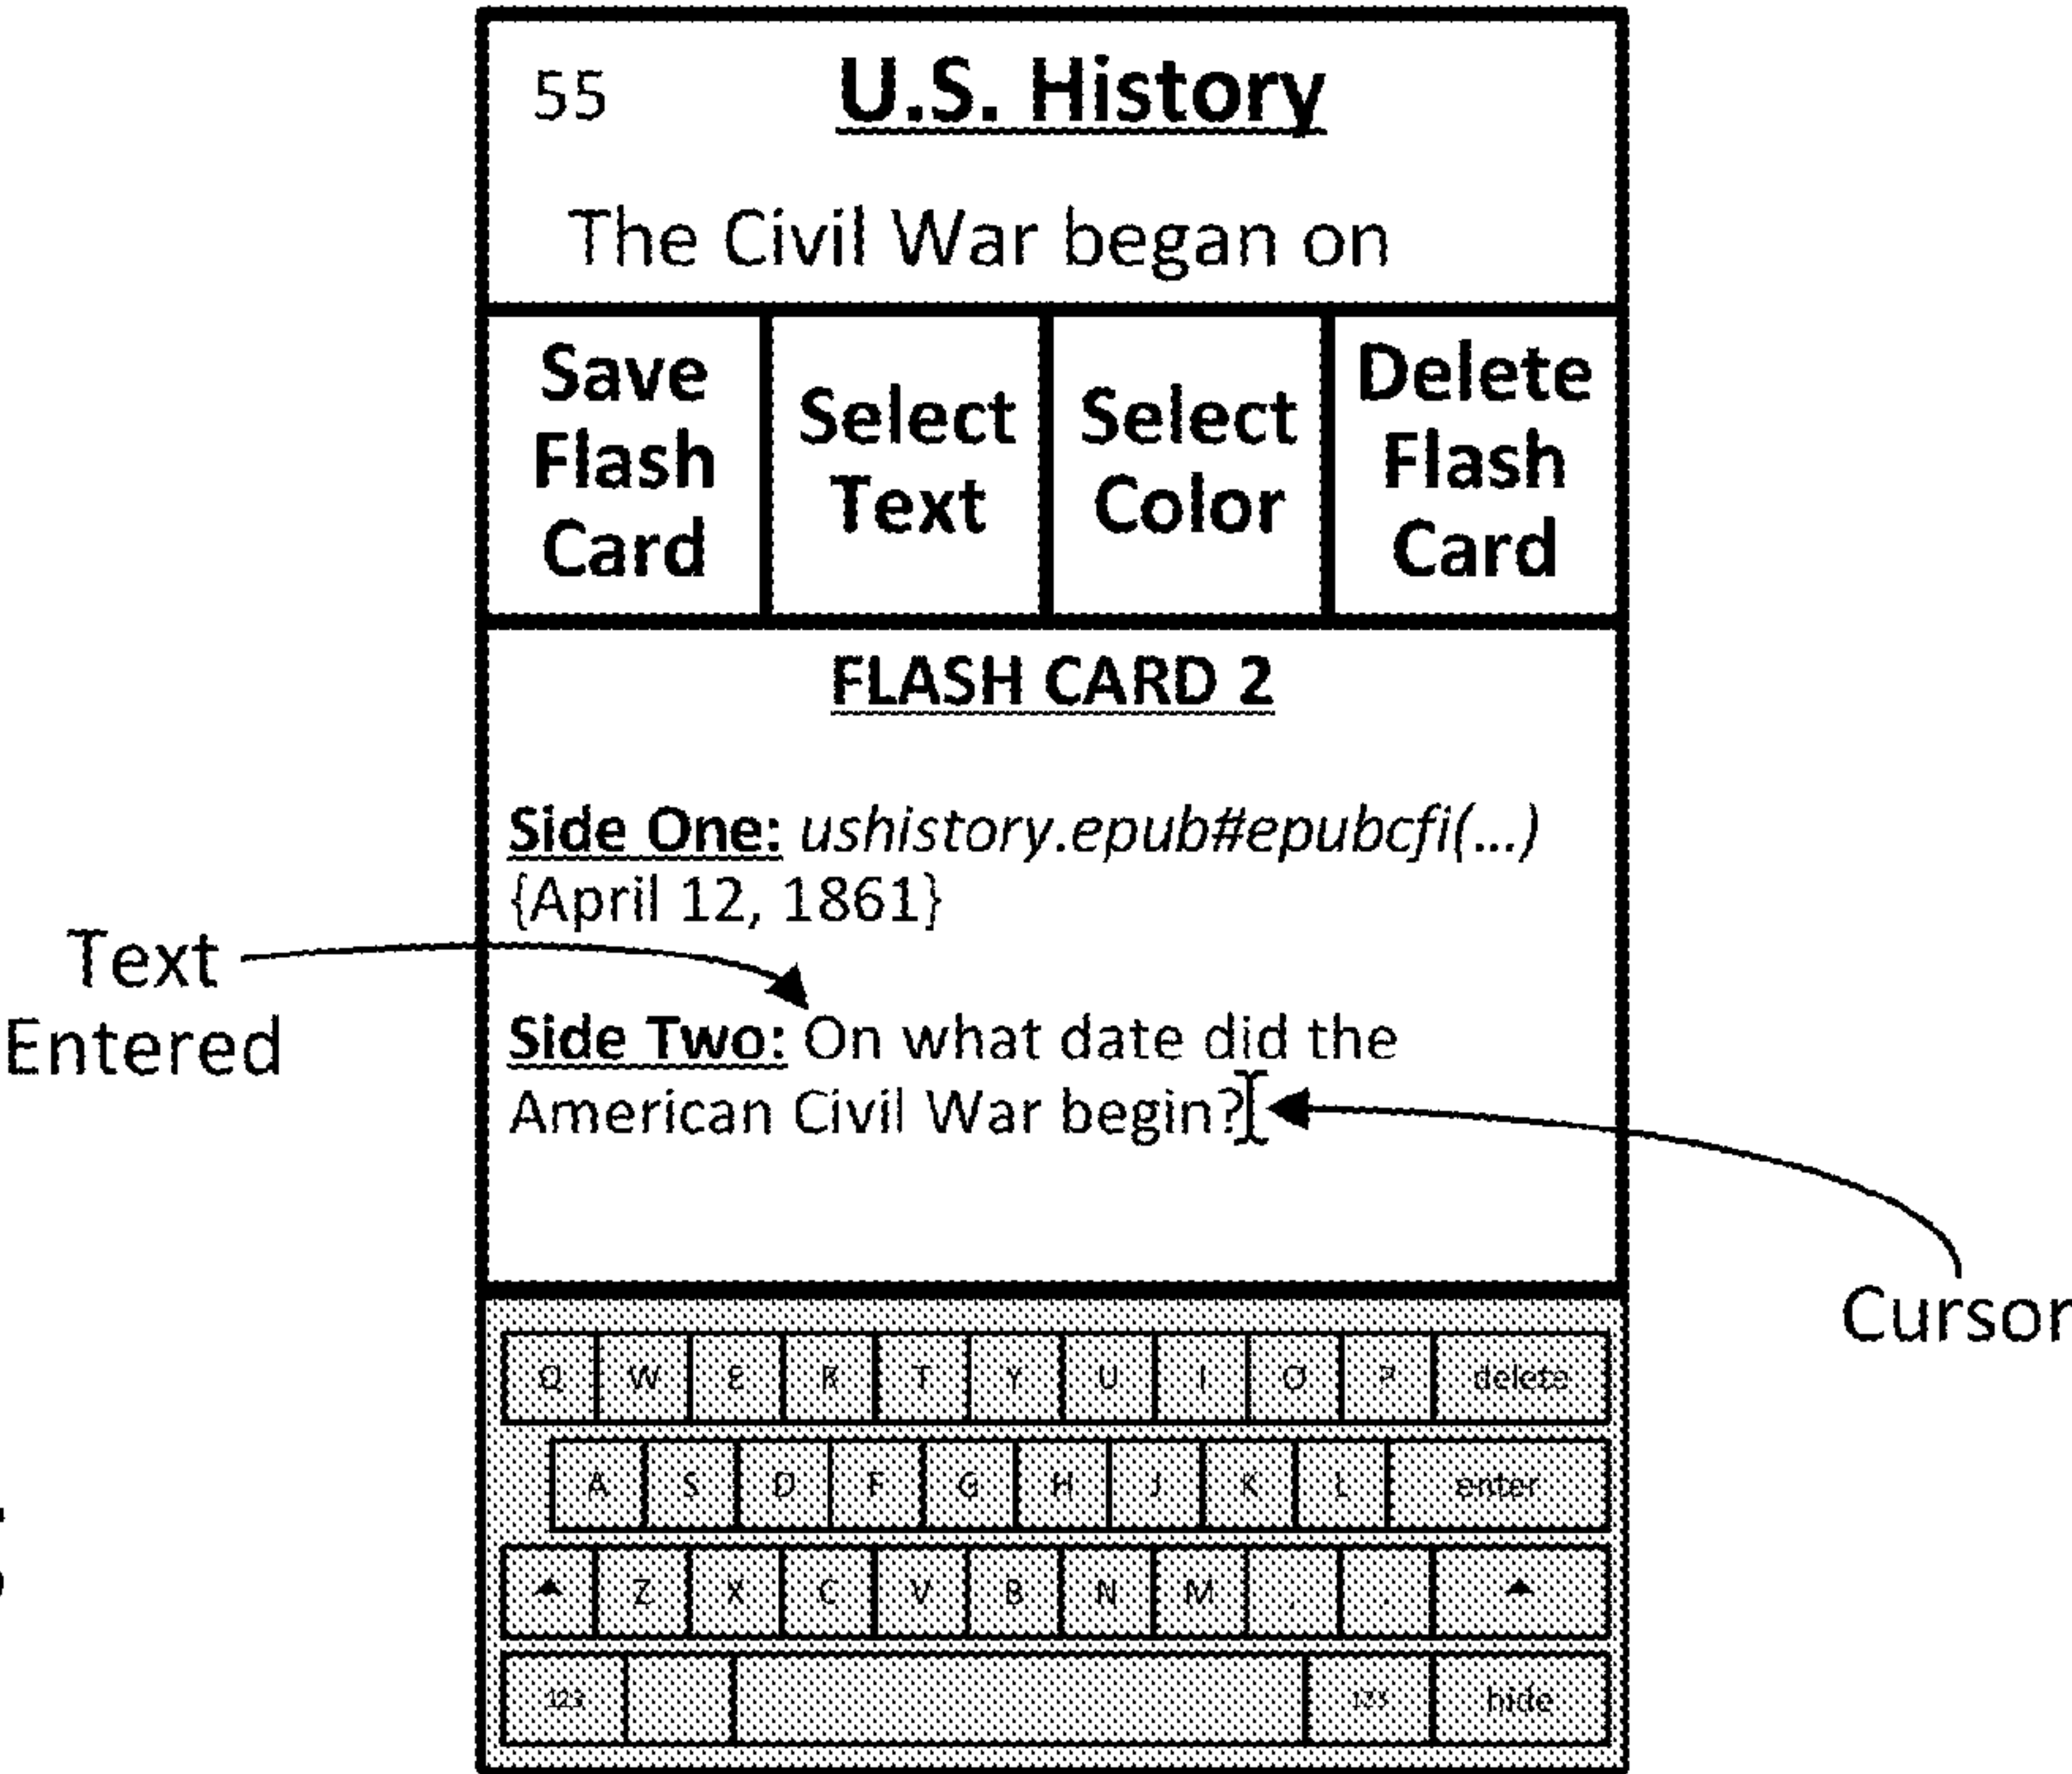 55 U.S. History
The Civil War began on
Save Flash Card
Select Text
Select Color
Delete Flash Card
FLASH CARD 2
Side One: ushistory.epub#epubcfi(...)
{April 12, 1861}
Text
Entered
Side Two: On what date did the
American Civil War begin?
Cursor
Q W E R T Y U I O P delete
A S D F G H J K L enter
Z X C V B N M , .
123 123 hide